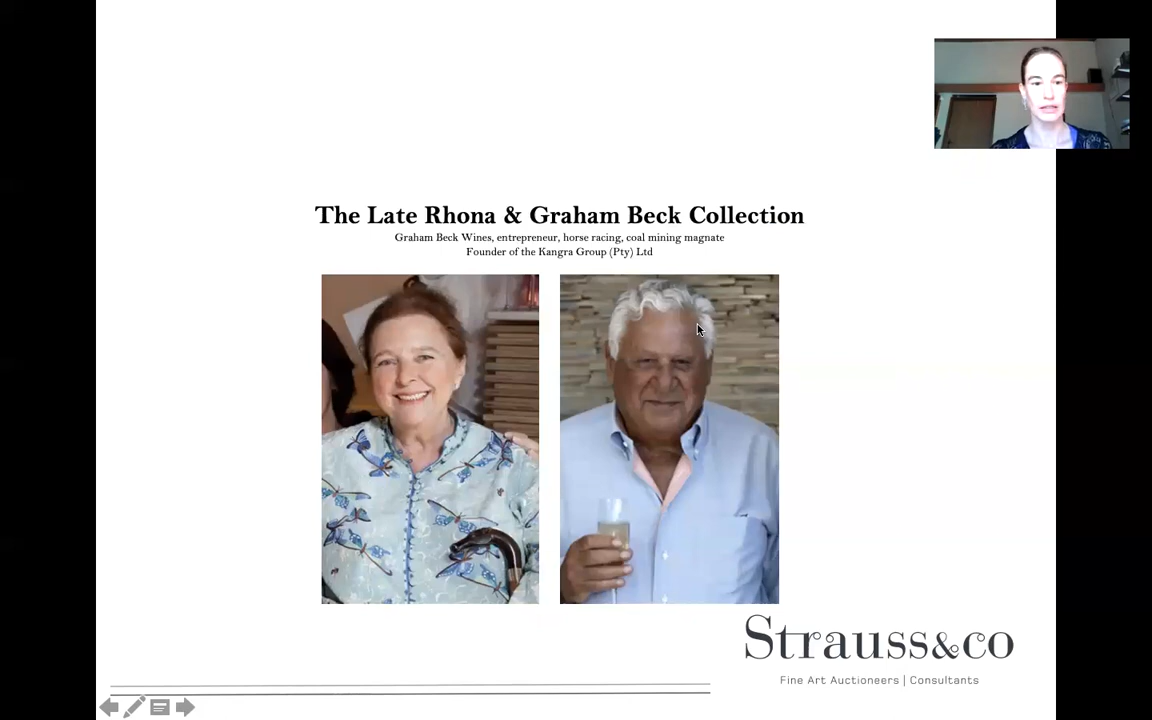 The Late Rhona & Graham Beck Collection
Graham Beck Wines, entrepreneur, horse racing, coal mining magnate
Founder of the Kangra Group (Pty) Ltd
Strauss&co
Fine Art Auctioneers | Consultants